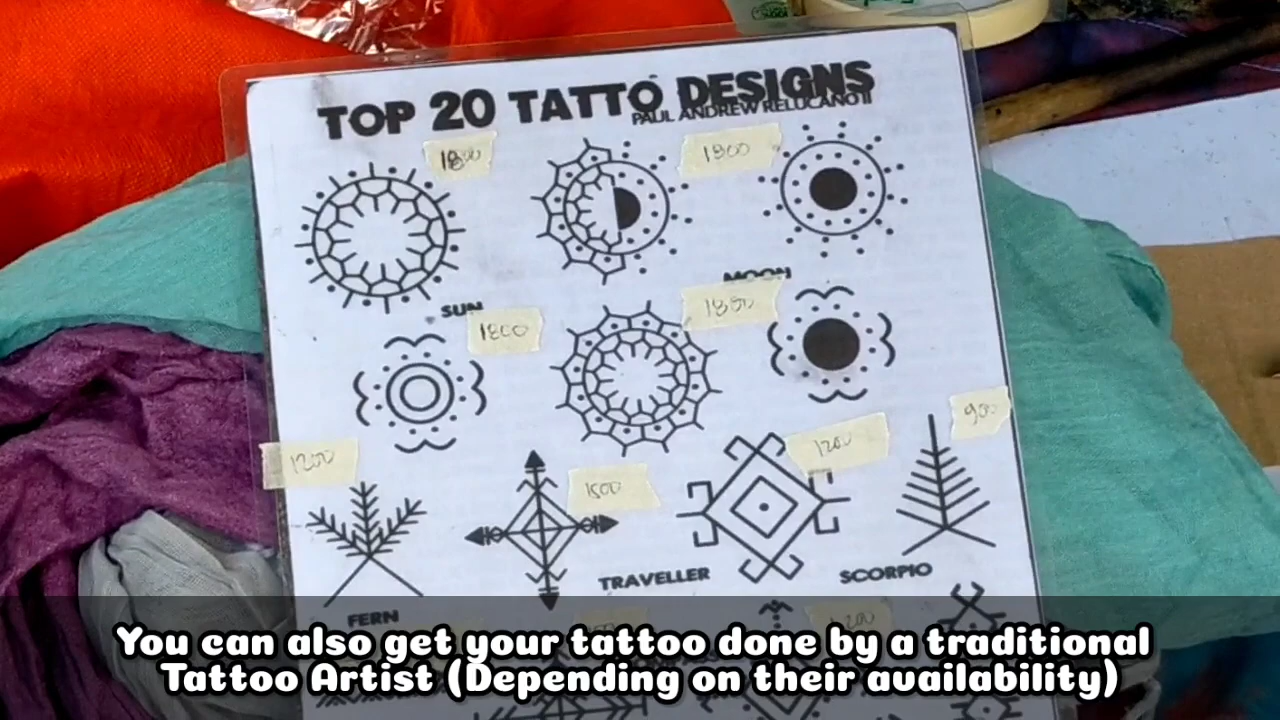 TOP 20 TATTO DESIGNS
PAUL ANDREW RELUCANO II
1800
1800
SUN
MOON
1800
1800
1200
1500
1200
900
FERN
TRAVELLER
SCORPIO
You can also get your tattoo done by a traditional
Tattoo Artist (Depending on their availability)